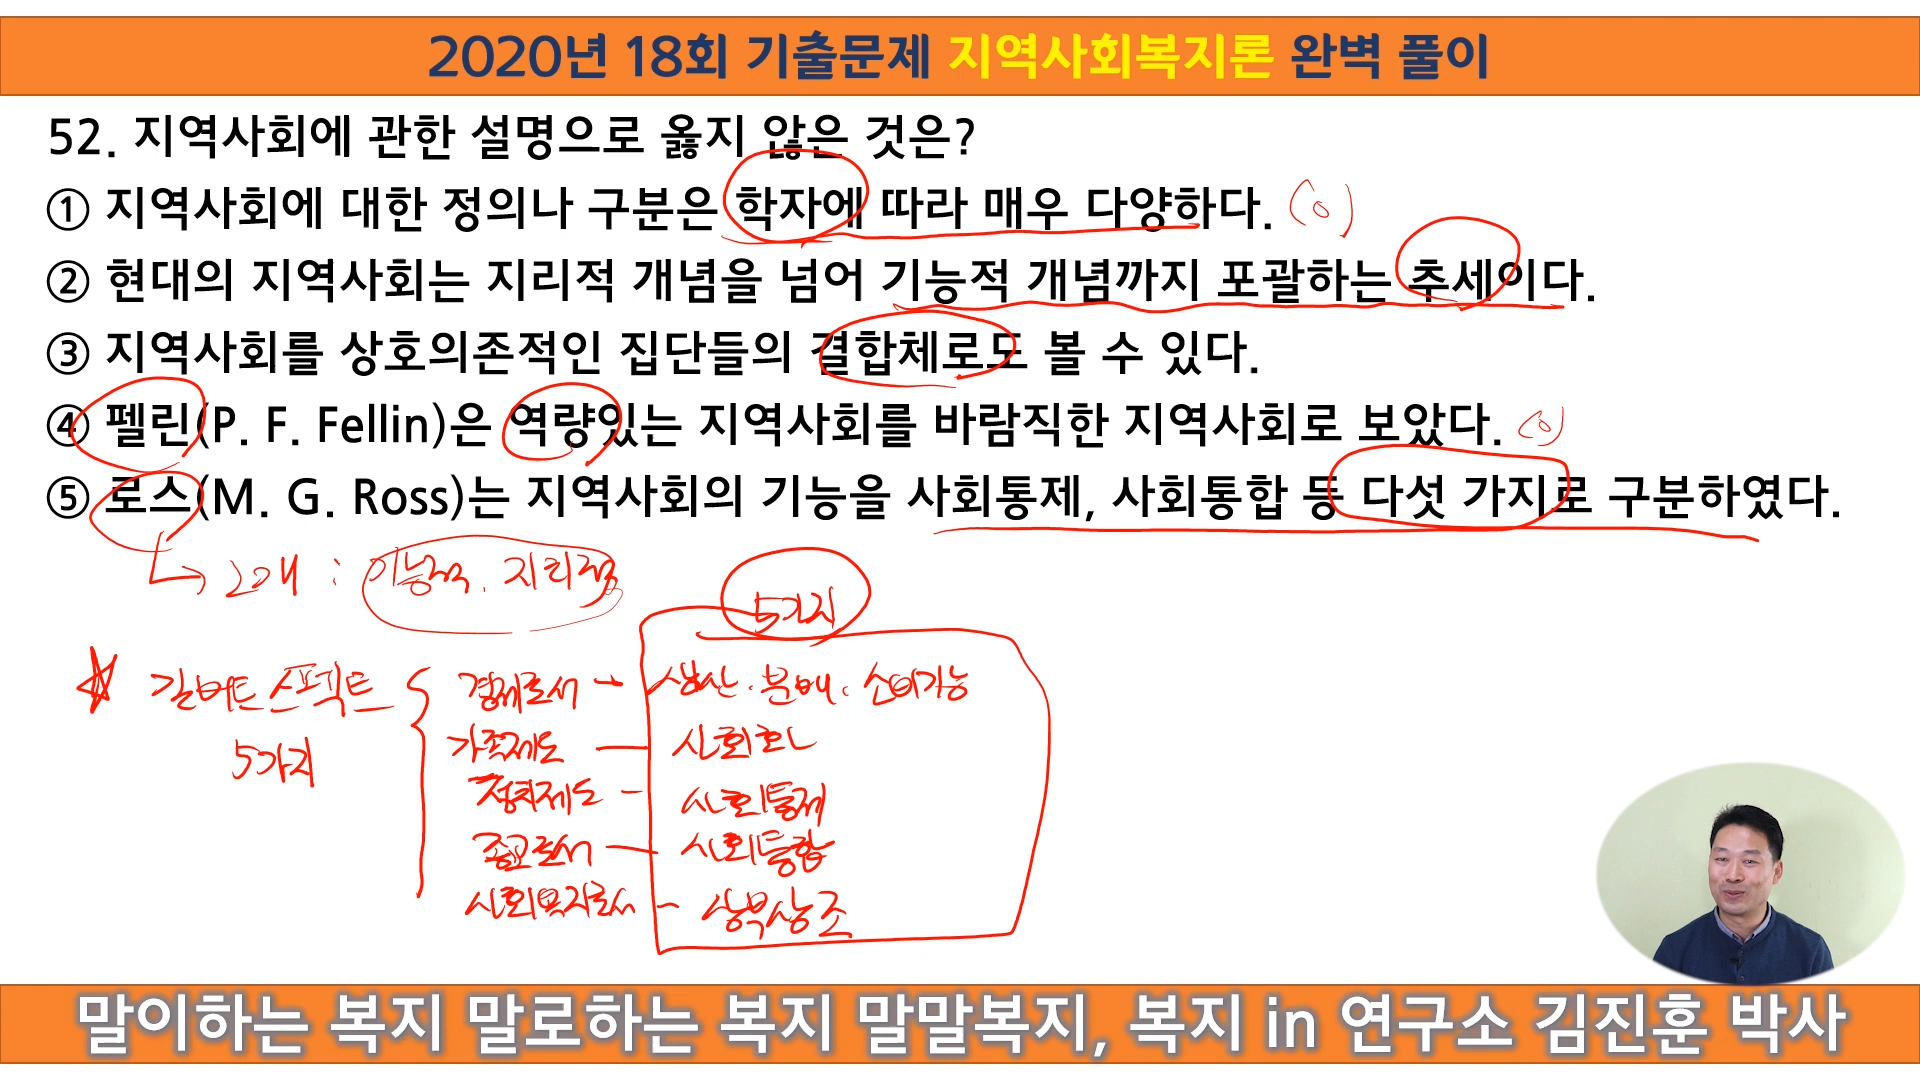 2020년 18회 기출문제 지역사회복지론 완벽 풀이
52. 지역사회에 관한 설명으로 옳지 않은 것은?
① 지역사회에 대한 정의나 구분은 학자에 따라 매우 다양하다. (○)
② 현대의 지역사회는 지리적 개념을 넘어 기능적 개념까지 포괄하는 추세이다.
③ 지역사회를 상호의존적인 집단들의 결합체로도 볼 수 있다.
④ 펠린(P. F. Fellin)은 역량있는 지역사회를 바람직한 지역사회로 보았다. (○)
⑤ 로스(M. G. Ross)는 지역사회의 기능을 사회통제, 사회통합 등 다섯 가지로 구분하였다.
2개 : 기능적, 지리적
5가지
길버트 스펙트
5가지
경제제도 → 생산·분배·소비기능
가족제도 — 사회화
정치제도 - 사회통제
종교제도 — 사회통합
사회복지제도 - 상부상조
말이하는 복지 말로하는 복지 말말복지, 복지 in 연구소 김진훈 박사